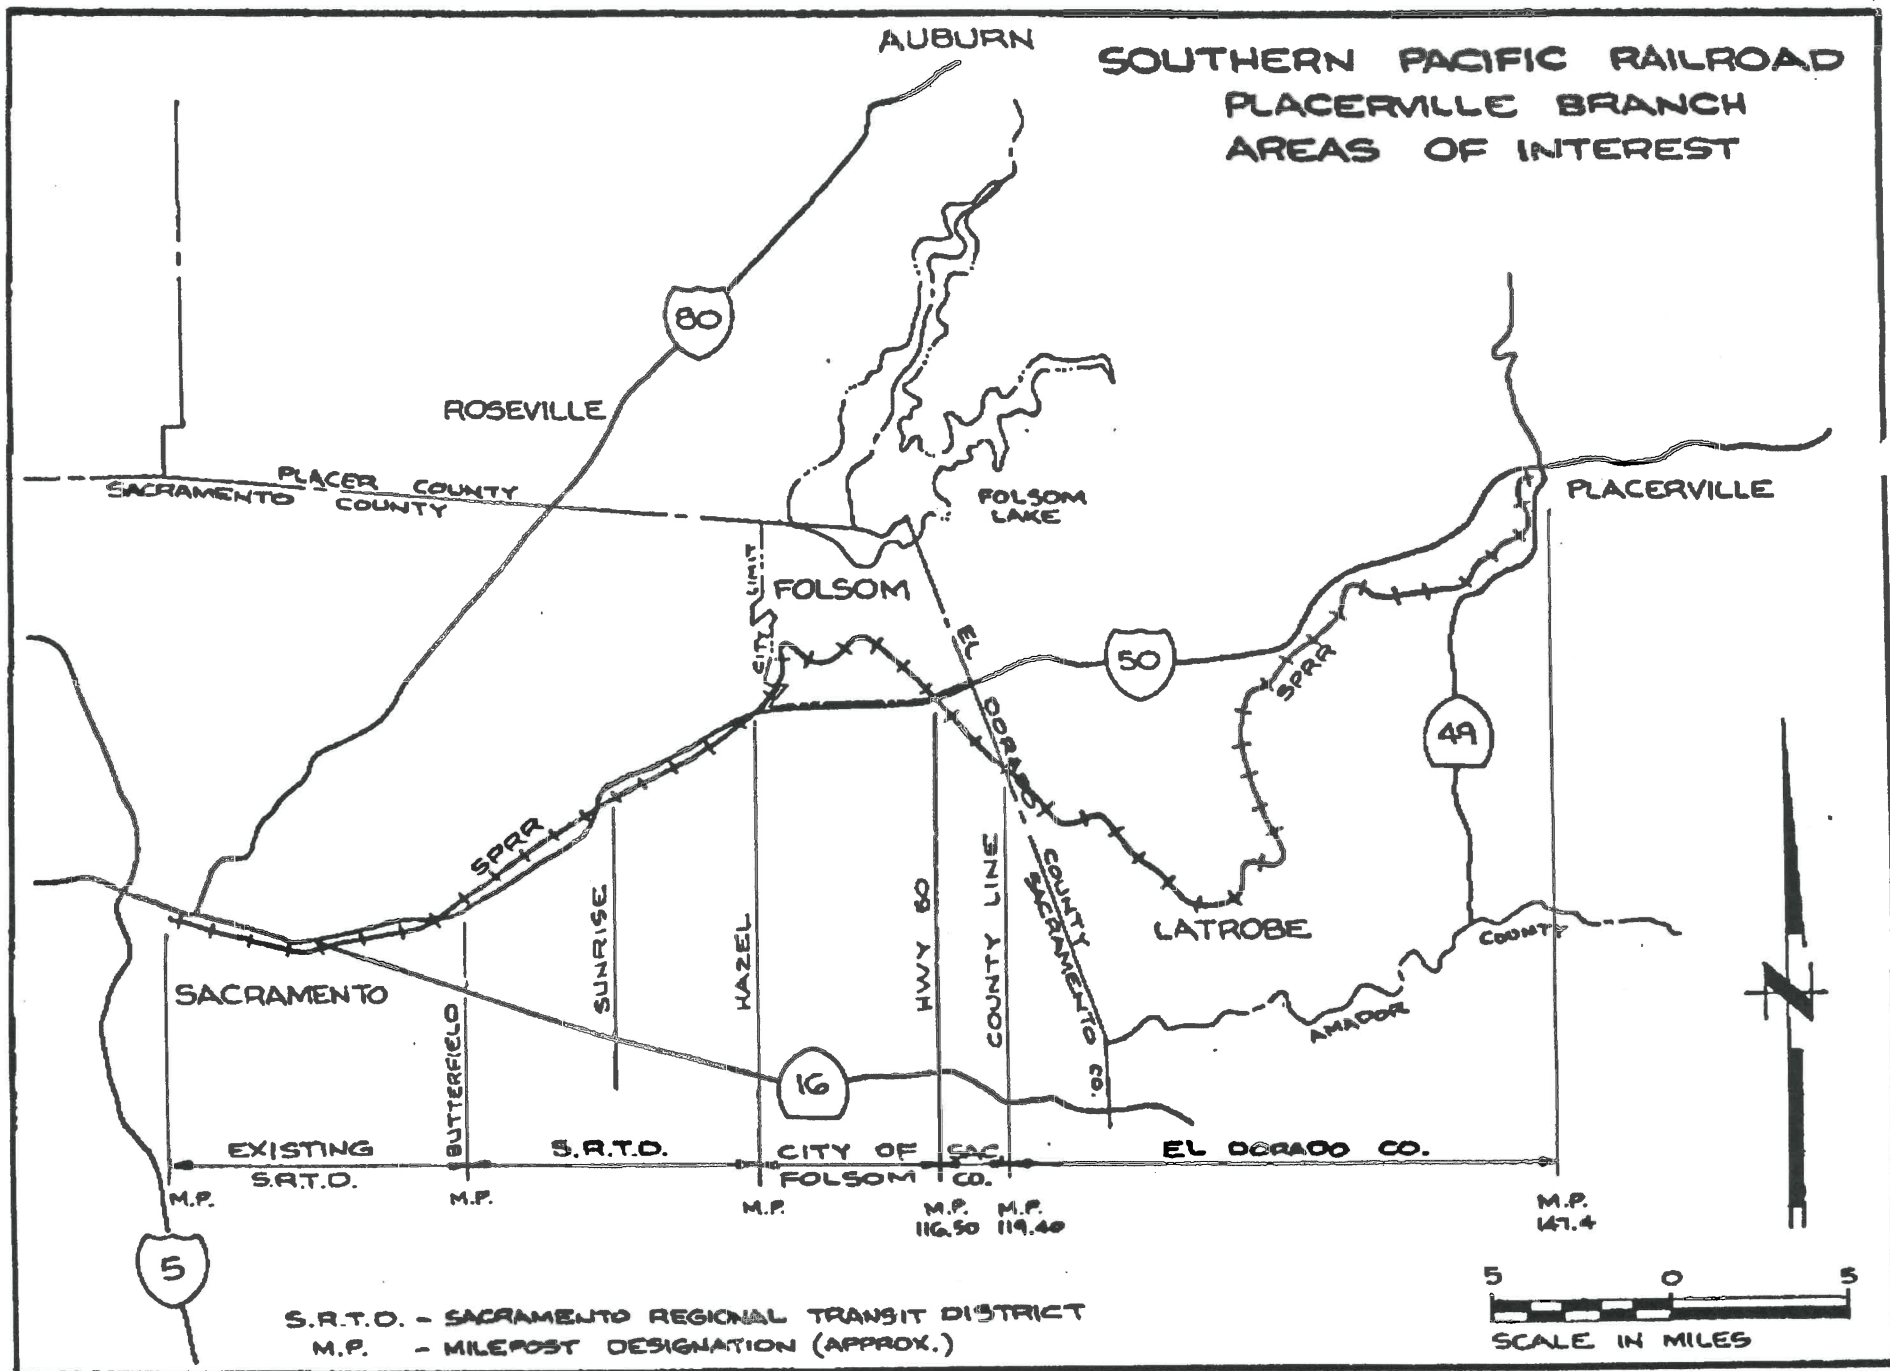 AUBURN
SOUTHERN PACIFIC RAILROAD
PLACERVILLE BRANCH
AREAS OF INTEREST
80
ROSEVILLE
PLACER COUNTY
SACRAMENTO COUNTY
FOLSOM
LAKE
PLACERVILLE
CITY LIMIT
FOLSOM
EL DORADO COUNTY
SACRAMENTO CO.
50
SPRR
49
SPRR
LATROBE
AMADOR COUNTY
SACRAMENTO
BUTTERFIELD
SUNRISE
HAZEL
HWY 50
COUNTY LINE
16
EXISTING
S.R.T.D.
S.R.T.D.
CITY OF
FOLSOM
SAC.
CO.
EL DORADO CO.
M.P.
M.P.
M.P.
M.P.
116.50
M.P.
119.40
M.P.
147.4
5
N
5 0 5
SCALE IN MILES
S.R.T.D. - SACRAMENTO REGIONAL TRANSIT DISTRICT
M.P. - MILEPOST DESIGNATION (APPROX.)